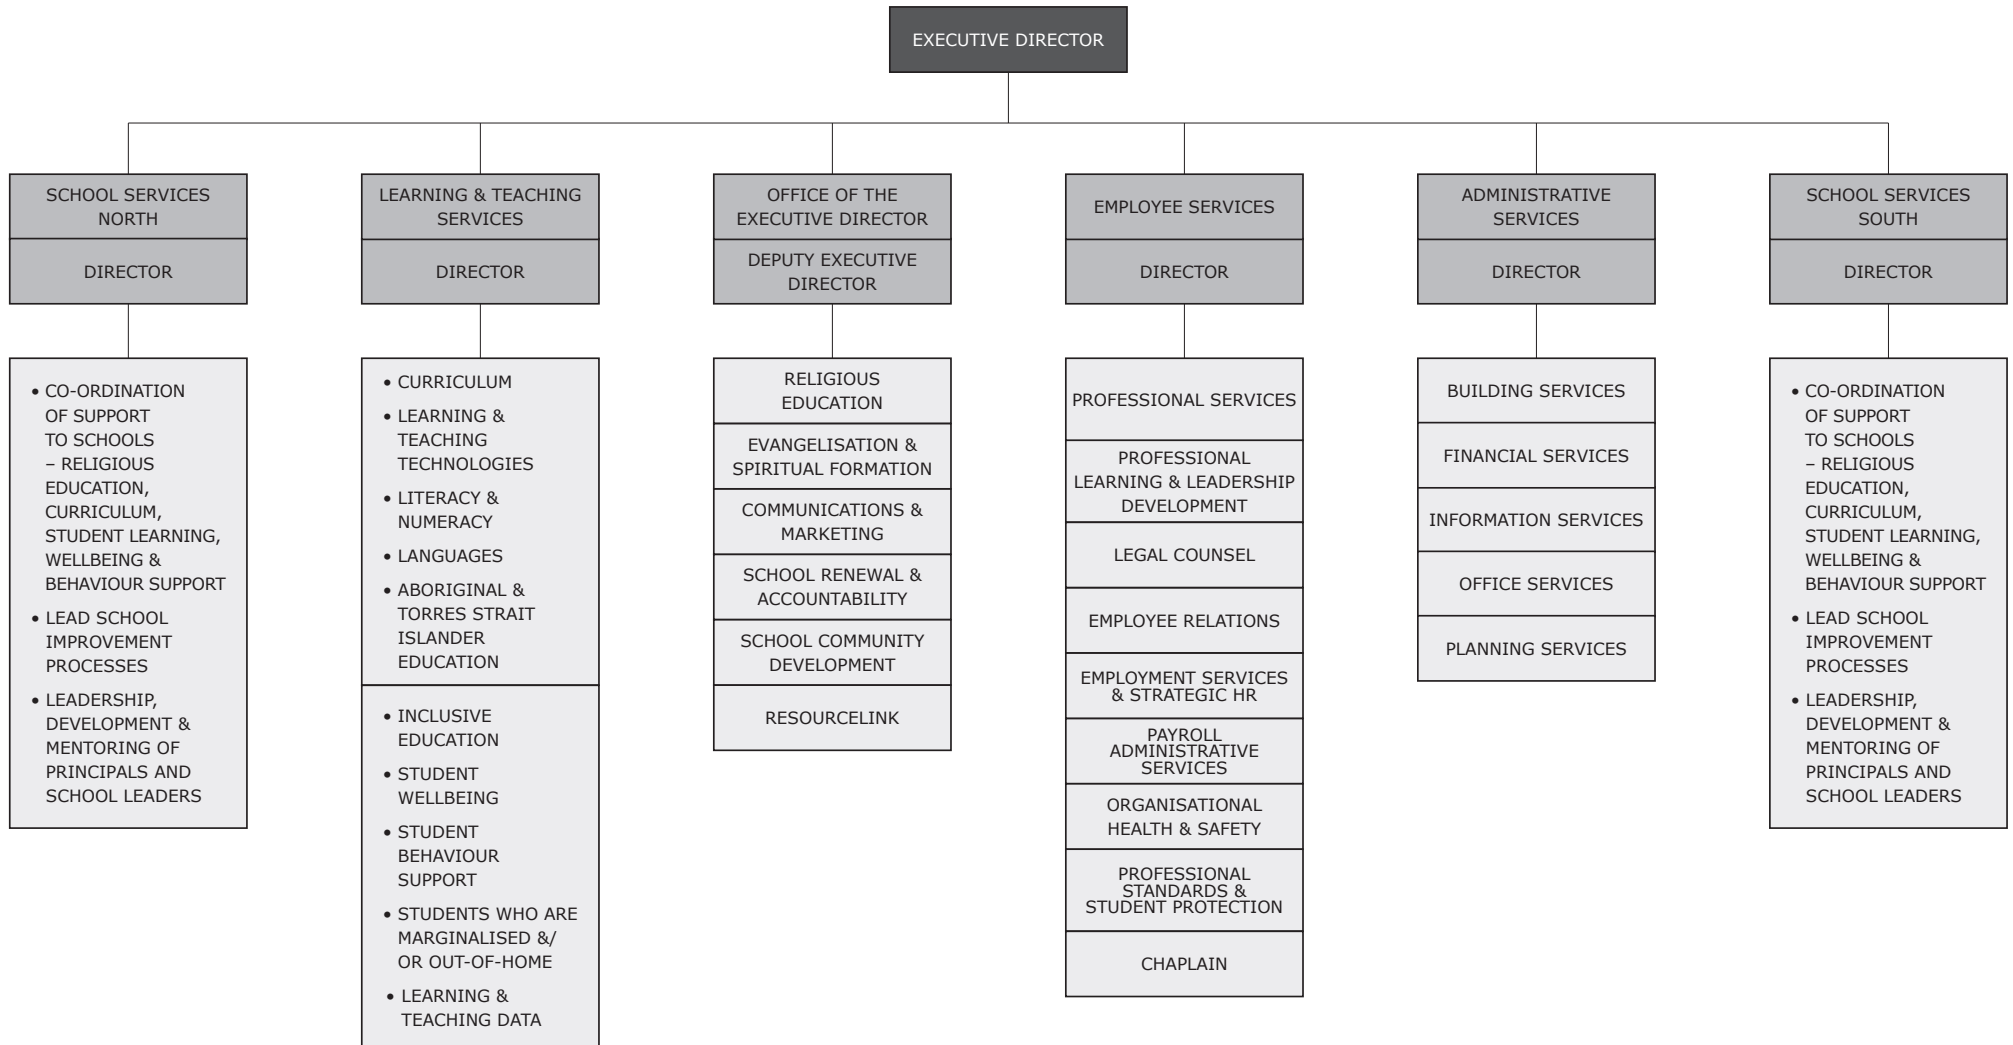 EXECUTIVE DIRECTOR
SCHOOL SERVICES
NORTH
DIRECTOR
• CO-ORDINATION
OF SUPPORT
TO SCHOOLS
– RELIGIOUS
EDUCATION,
CURRICULUM,
STUDENT LEARNING,
WELLBEING &
BEHAVIOUR SUPPORT
• LEAD SCHOOL
IMPROVEMENT
PROCESSES
• LEADERSHIP,
DEVELOPMENT &
MENTORING OF
PRINCIPALS AND
SCHOOL LEADERS
LEARNING & TEACHING
SERVICES
DIRECTOR
• CURRICULUM
• LEARNING &
TEACHING
TECHNOLOGIES
• LITERACY &
NUMERACY
• LANGUAGES
• ABORIGINAL &
TORRES STRAIT
ISLANDER
EDUCATION
• INCLUSIVE
EDUCATION
• STUDENT
WELLBEING
• STUDENT
BEHAVIOUR
SUPPORT
• STUDENTS WHO ARE
MARGINALISED &/
OR OUT-OF-HOME
• LEARNING &
TEACHING DATA
OFFICE OF THE
EXECUTIVE DIRECTOR
DEPUTY EXECUTIVE
DIRECTOR
RELIGIOUS
EDUCATION
EVANGELISATION &
SPIRITUAL FORMATION
COMMUNICATIONS &
MARKETING
SCHOOL RENEWAL &
ACCOUNTABILITY
SCHOOL COMMUNITY
DEVELOPMENT
RESOURCELINK
EMPLOYEE SERVICES
DIRECTOR
PROFESSIONAL SERVICES
PROFESSIONAL
LEARNING & LEADERSHIP
DEVELOPMENT
LEGAL COUNSEL
EMPLOYEE RELATIONS
EMPLOYMENT SERVICES
& STRATEGIC HR
PAYROLL
ADMINISTRATIVE
SERVICES
ORGANISATIONAL
HEALTH & SAFETY
PROFESSIONAL
STANDARDS &
STUDENT PROTECTION
CHAPLAIN
ADMINISTRATIVE
SERVICES
DIRECTOR
BUILDING SERVICES
FINANCIAL SERVICES
INFORMATION SERVICES
OFFICE SERVICES
PLANNING SERVICES
SCHOOL SERVICES
SOUTH
DIRECTOR
• CO-ORDINATION
OF SUPPORT
TO SCHOOLS
– RELIGIOUS
EDUCATION,
CURRICULUM,
STUDENT LEARNING,
WELLBEING &
BEHAVIOUR SUPPORT
• LEAD SCHOOL
IMPROVEMENT
PROCESSES
• LEADERSHIP,
DEVELOPMENT &
MENTORING OF
PRINCIPALS AND
SCHOOL LEADERS